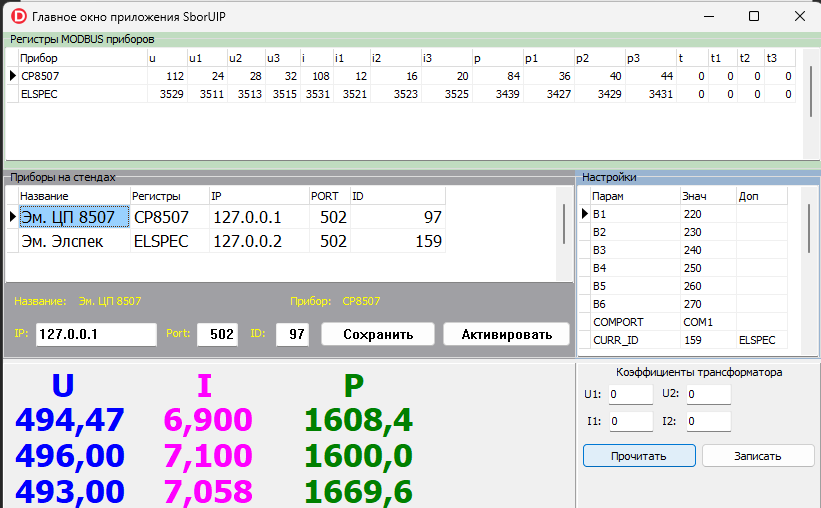 Главное окно приложения SborUIP
Регистры MODBUS приборов
Прибор u u1 u2 u3 i i1 i2 i3 p p1 p2 p3 t t1 t2 t3
CP8507 112 24 28 32 108 12 16 20 84 36 40 44 0 0 0 0
ELSPEC 3529 3511 3513 3515 3531 3521 3523 3525 3439 3427 3429 3431 0 0 0 0
Приборы на стендах
Название Регистры IP PORT ID
Эм. ЦП 8507 CP8507 127.0.0.1 502 97
Эм. Элспек ELSPEC 127.0.0.2 502 159
Название: Эм. ЦП 8507 Прибор: CP8507
IP: 127.0.0.1 Port: 502 ID: 97 Сохранить Активировать
Настройки
Парам Знач Доп
B1 220
B2 230
B3 240
B4 250
B5 260
B6 270
COMPORT COM1
CURR_ID 159 ELSPEC
U I P
494,47 6,900 1608,4
496,00 7,100 1600,0
493,00 7,058 1669,6
Коэффициенты трансформатора
U1: 0 U2: 0
I1: 0 I2: 0
Прочитать Записать